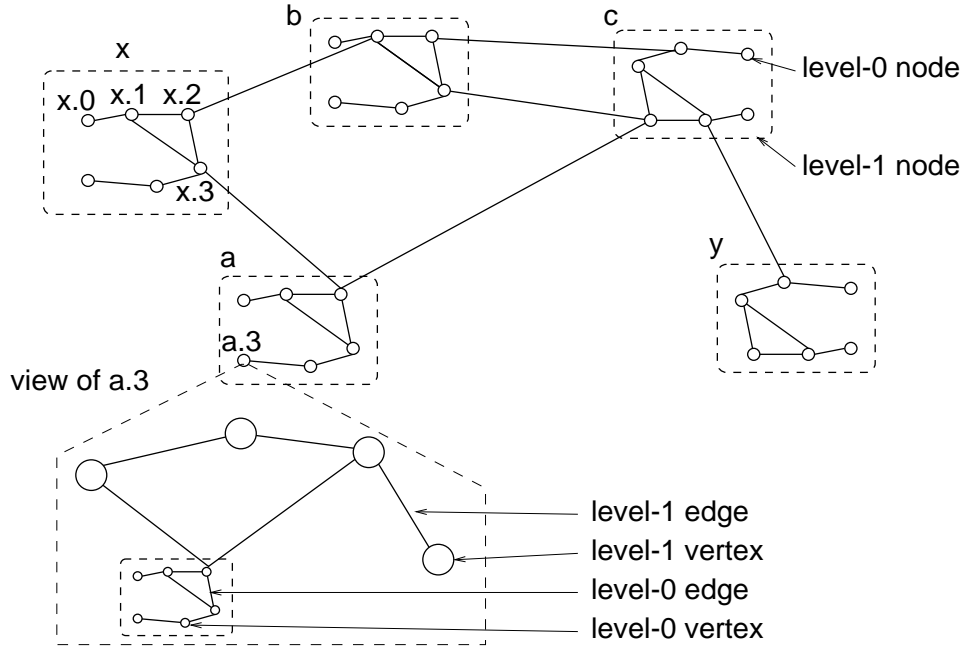 b
c
x
level-0 node
x.0
x.1
x.2
level-1 node
x.3
a
y
a.3
view of a.3
level-1 edge
level-1 vertex
level-0 edge
level-0 vertex